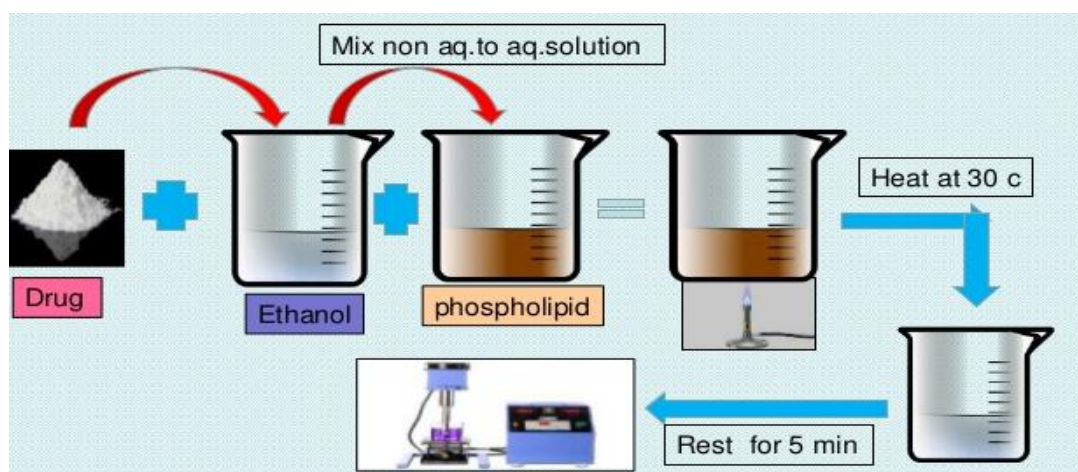 Mix non aq.to aq.solution
Heat at 30 c
Drug
Ethanol
phospholipid
Rest for 5 min